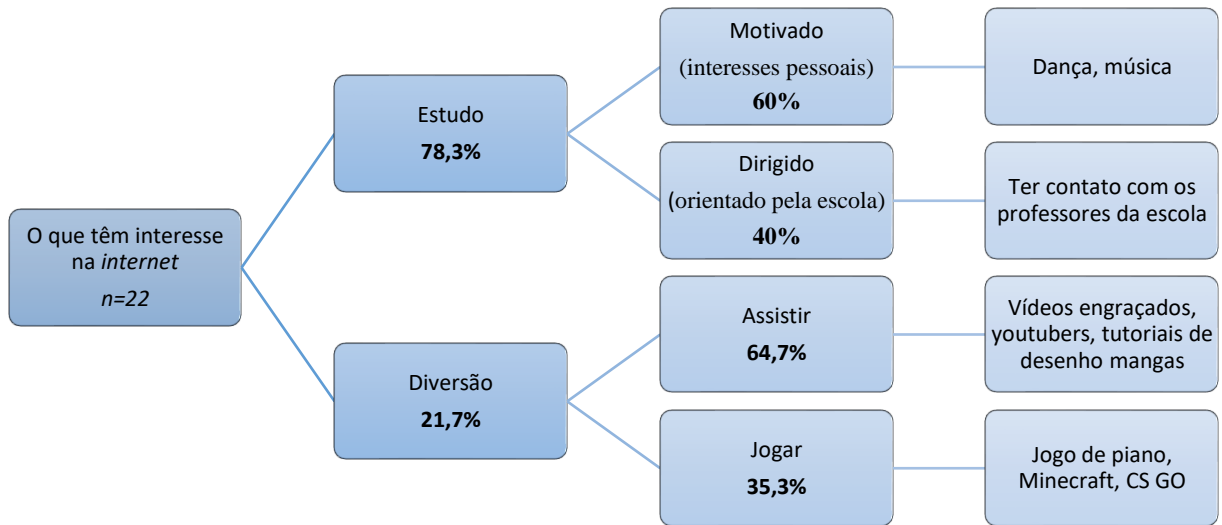 O que têm interesse
na internet
n=22
Estudo
78,3%
Motivado
(interesses pessoais)
60%
Dança, música
Dirigido
(orientado pela escola)
40%
Ter contato com os
professores da escola
Diversão
21,7%
Assistir
64,7%
Vídeos engraçados,
youtubers, tutoriais de
desenho mangas
Jogar
35,3%
Jogo de piano,
Minecraft, CS GO